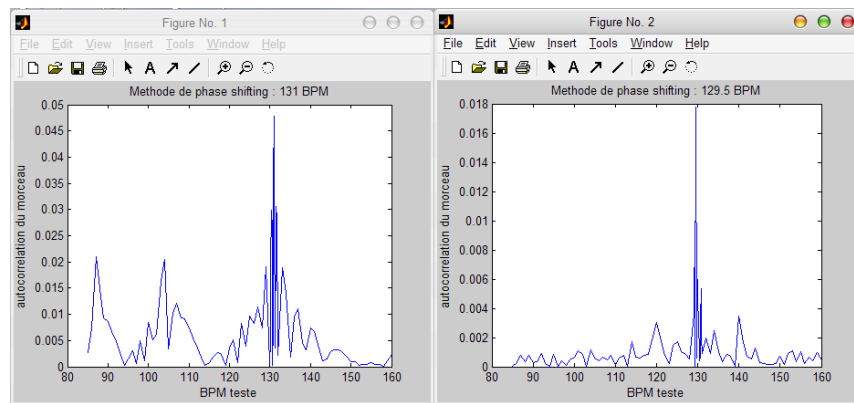 Figure No. 1
File Edit View Insert Tools Window Help
A
Methode de phase shifting : 131 BPM
0.05
0.045
0.04
0.035
0.03
0.025
0.02
0.015
0.01
0.005
0
autocorrelation du morceau
80 90 100 110 120 130 140 150 160
BPM teste
Figure No. 2
File Edit View Insert Tools Window Help
A
Methode de phase shifting : 129.5 BPM
0.018
0.016
0.014
0.012
0.01
0.008
0.006
0.004
0.002
0
autocorrelation du morceau
80 90 100 110 120 130 140 150 160
BPM teste